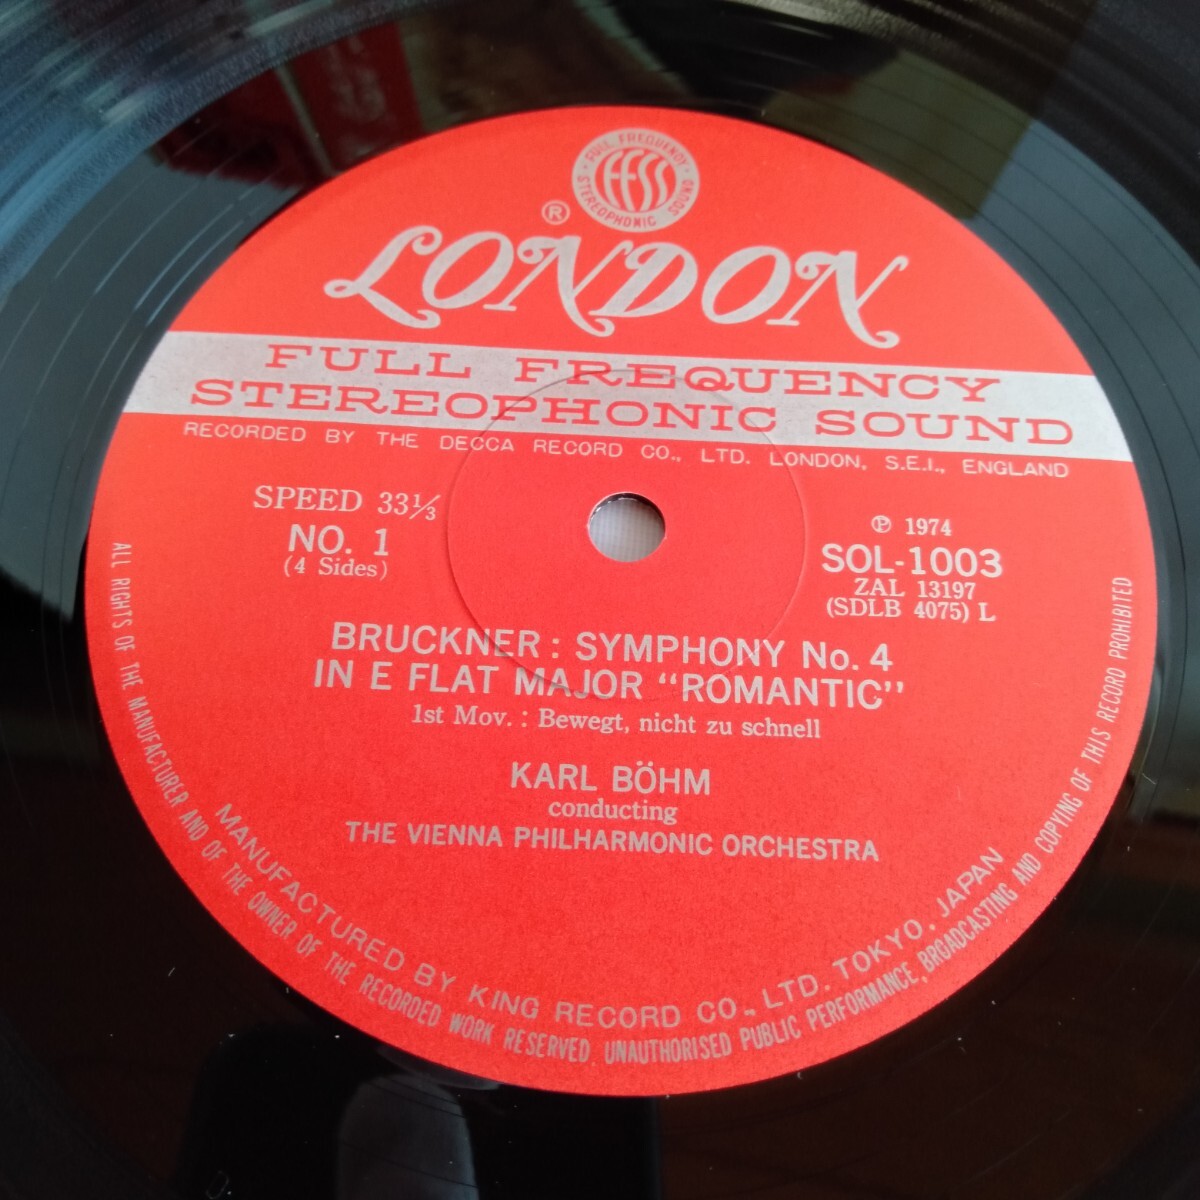 FULL FREQUENCY
FFSS
STEREOPHONIC SOUND
®
LONDON
FULL FREQUENCY
STEREOPHONIC SOUND
RECORDED BY THE DECCA RECORD CO., LTD. LONDON, S.E.I., ENGLAND
SPEED 33⅓
NO. 1
(4 Sides)
℗ 1974
SOL-1003
ZAL 13197
(SDLB 4075) L
BRUCKNER : SYMPHONY No. 4
IN E FLAT MAJOR "ROMANTIC"
1st Mov. : Bewegt, nicht zu schnell
KARL BÖHM
conducting
THE VIENNA PHILHARMONIC ORCHESTRA
MANUFACTURED BY KING RECORD CO., LTD. TOKYO, JAPAN
ALL RIGHTS OF THE MANUFACTURER AND OF THE OWNER OF THE RECORDED WORK RESERVED. UNAUTHORISED PUBLIC PERFORMANCE, BROADCASTING AND COPYING OF THIS RECORD PROHIBITED